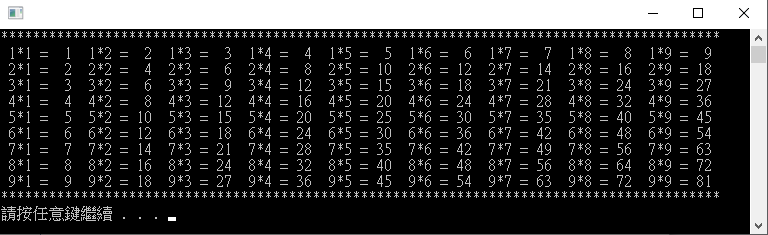 ******************************************************************************************
 1*1 =  1  1*2 =  2  1*3 =  3  1*4 =  4  1*5 =  5  1*6 =  6  1*7 =  7  1*8 =  8  1*9 =  9
 2*1 =  2  2*2 =  4  2*3 =  6  2*4 =  8  2*5 = 10  2*6 = 12  2*7 = 14  2*8 = 16  2*9 = 18
 3*1 =  3  3*2 =  6  3*3 =  9  3*4 = 12  3*5 = 15  3*6 = 18  3*7 = 21  3*8 = 24  3*9 = 27
 4*1 =  4  4*2 =  8  4*3 = 12  4*4 = 16  4*5 = 20  4*6 = 24  4*7 = 28  4*8 = 32  4*9 = 36
 5*1 =  5  5*2 = 10  5*3 = 15  5*4 = 20  5*5 = 25  5*6 = 30  5*7 = 35  5*8 = 40  5*9 = 45
 6*1 =  6  6*2 = 12  6*3 = 18  6*4 = 24  6*5 = 30  6*6 = 36  6*7 = 42  6*8 = 48  6*9 = 54
 7*1 =  7  7*2 = 14  7*3 = 21  7*4 = 28  7*5 = 35  7*6 = 42  7*7 = 49  7*8 = 56  7*9 = 63
 8*1 =  8  8*2 = 16  8*3 = 24  8*4 = 32  8*5 = 40  8*6 = 48  8*7 = 56  8*8 = 64  8*9 = 72
 9*1 =  9  9*2 = 18  9*3 = 27  9*4 = 36  9*5 = 45  9*6 = 54  9*7 = 63  9*8 = 72  9*9 = 81
******************************************************************************************
請按任意鍵繼續 . . .